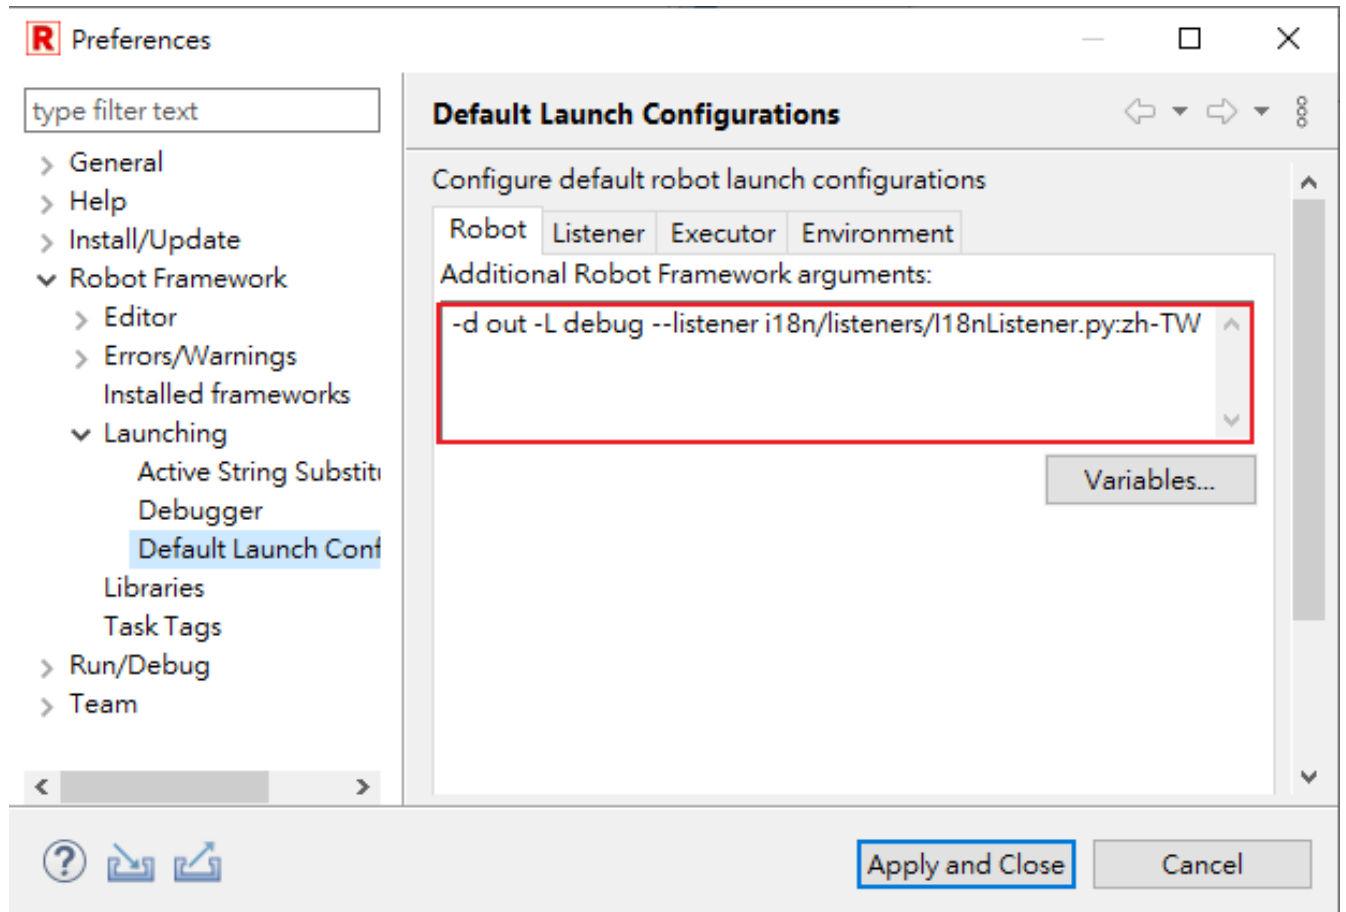 R Preferences
type filter text
General
Help
Install/Update
Robot Framework
Editor
Errors/Warnings
Installed frameworks
Launching
Active String Substitu
Debugger
Default Launch Conf
Libraries
Task Tags
Run/Debug
Team
Default Launch Configurations
Configure default robot launch configurations
Robot Listener Executor Environment
Additional Robot Framework arguments:
-d out -L debug --listener i18n/listeners/I18nListener.py:zh-TW
Variables...
?
Apply and Close Cancel